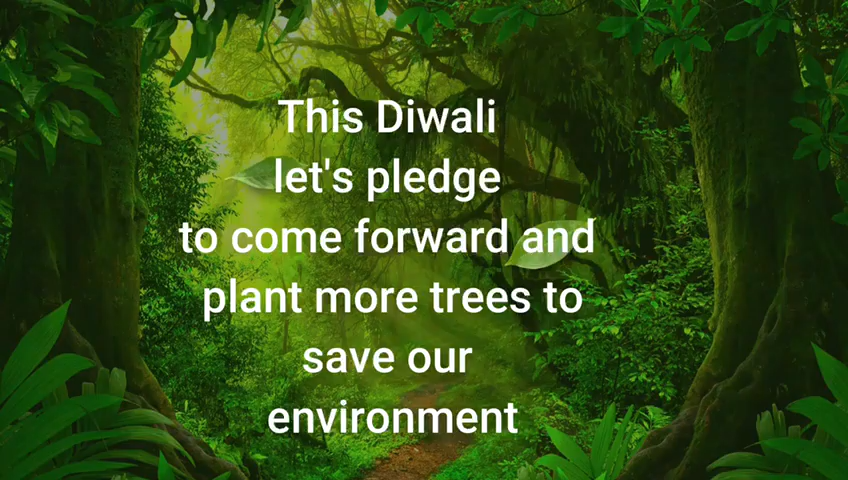 This Diwali
let's pledge
to come forward and
plant more trees to
save our
environment